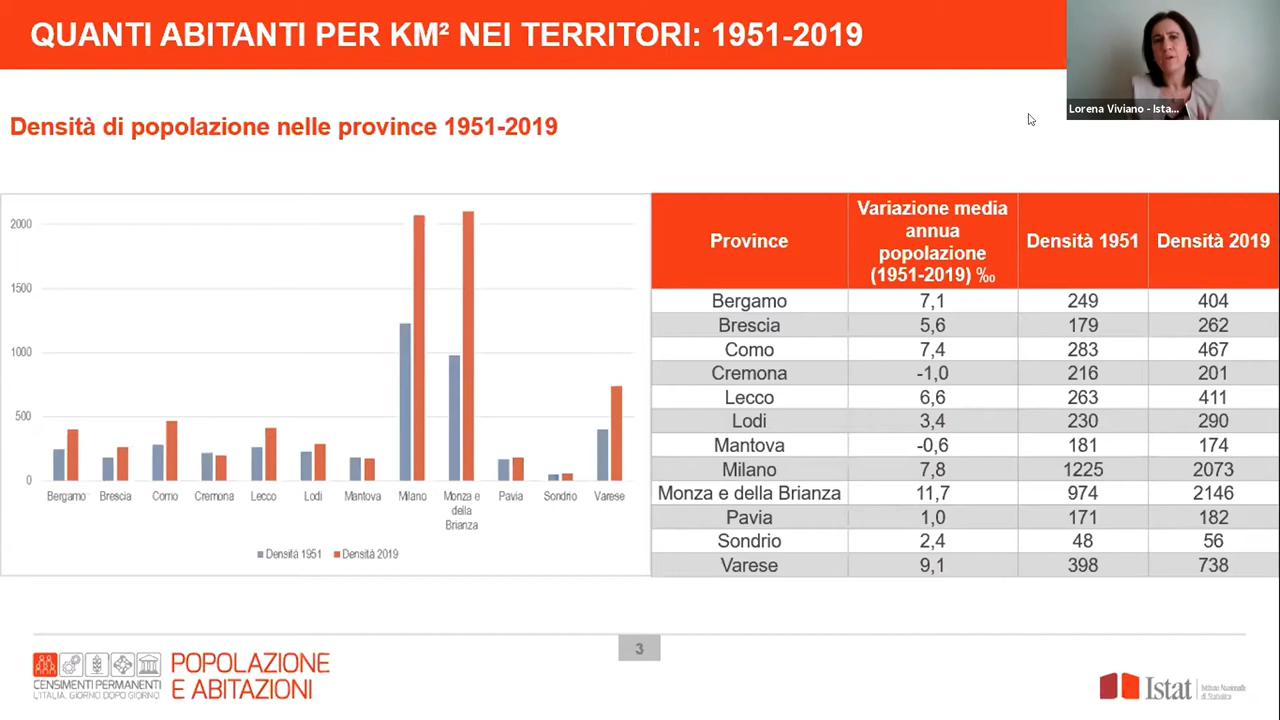 QUANTI ABITANTI PER KM² NEI TERRITORI: 1951-2019
Lorena Viviano - Ista...
Densità di popolazione nelle province 1951-2019
2000
1500
1000
500
0
Bergamo Brescia Como Cremona Lecco Lodi Mantova Milano Monza e della Brianza Pavia Sondrio Varese
Densità 1951 Densità 2019
Province Variazione media annua popolazione (1951-2019) ‰ Densità 1951 Densità 2019
Bergamo 7,1 249 404
Brescia 5,6 179 262
Como 7,4 283 467
Cremona -1,0 216 201
Lecco 6,6 263 411
Lodi 3,4 230 290
Mantova -0,6 181 174
Milano 7,8 1225 2073
Monza e della Brianza 11,7 974 2146
Pavia 1,0 171 182
Sondrio 2,4 48 56
Varese 9,1 398 738
CENSIMENTI PERMANENTI
L'ITALIA, GIORNO DOPO GIORNO
POPOLAZIONE
E ABITAZIONI
3
Istat
Istituto Nazionale
di Statistica